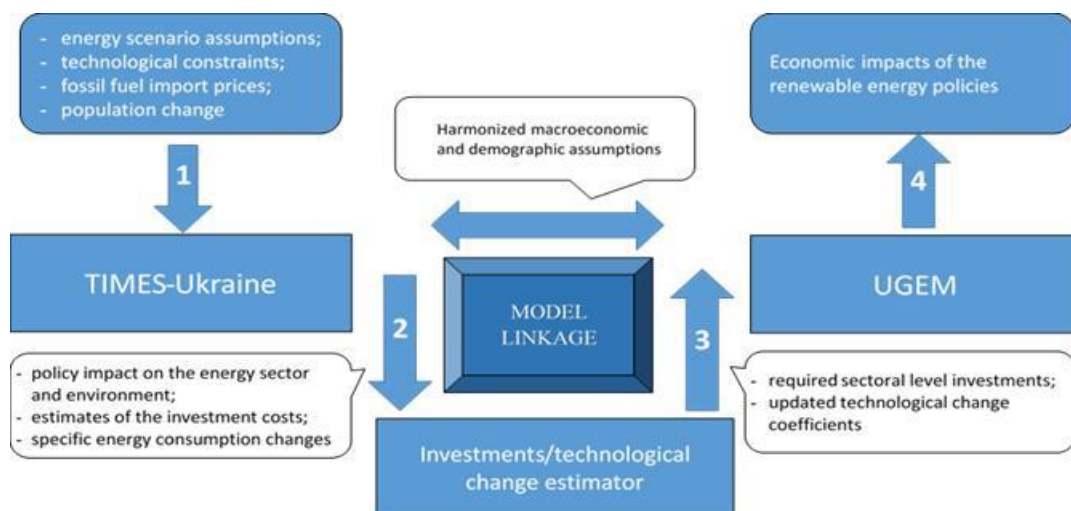 - energy scenario assumptions;
- technological constraints;
- fossil fuel import prices;
- population change
Economic impacts of the
renewable energy policies
Harmonized macroeconomic
and demographic assumptions
1
4
TIMES-Ukraine
UGEM
2
MODEL
LINKAGE
3
- policy impact on the energy sector
and environment;
- estimates of the investment costs;
- specific energy consumption changes
- required sectoral level investments;
- updated technological change
coefficients
Investments/technological
change estimator